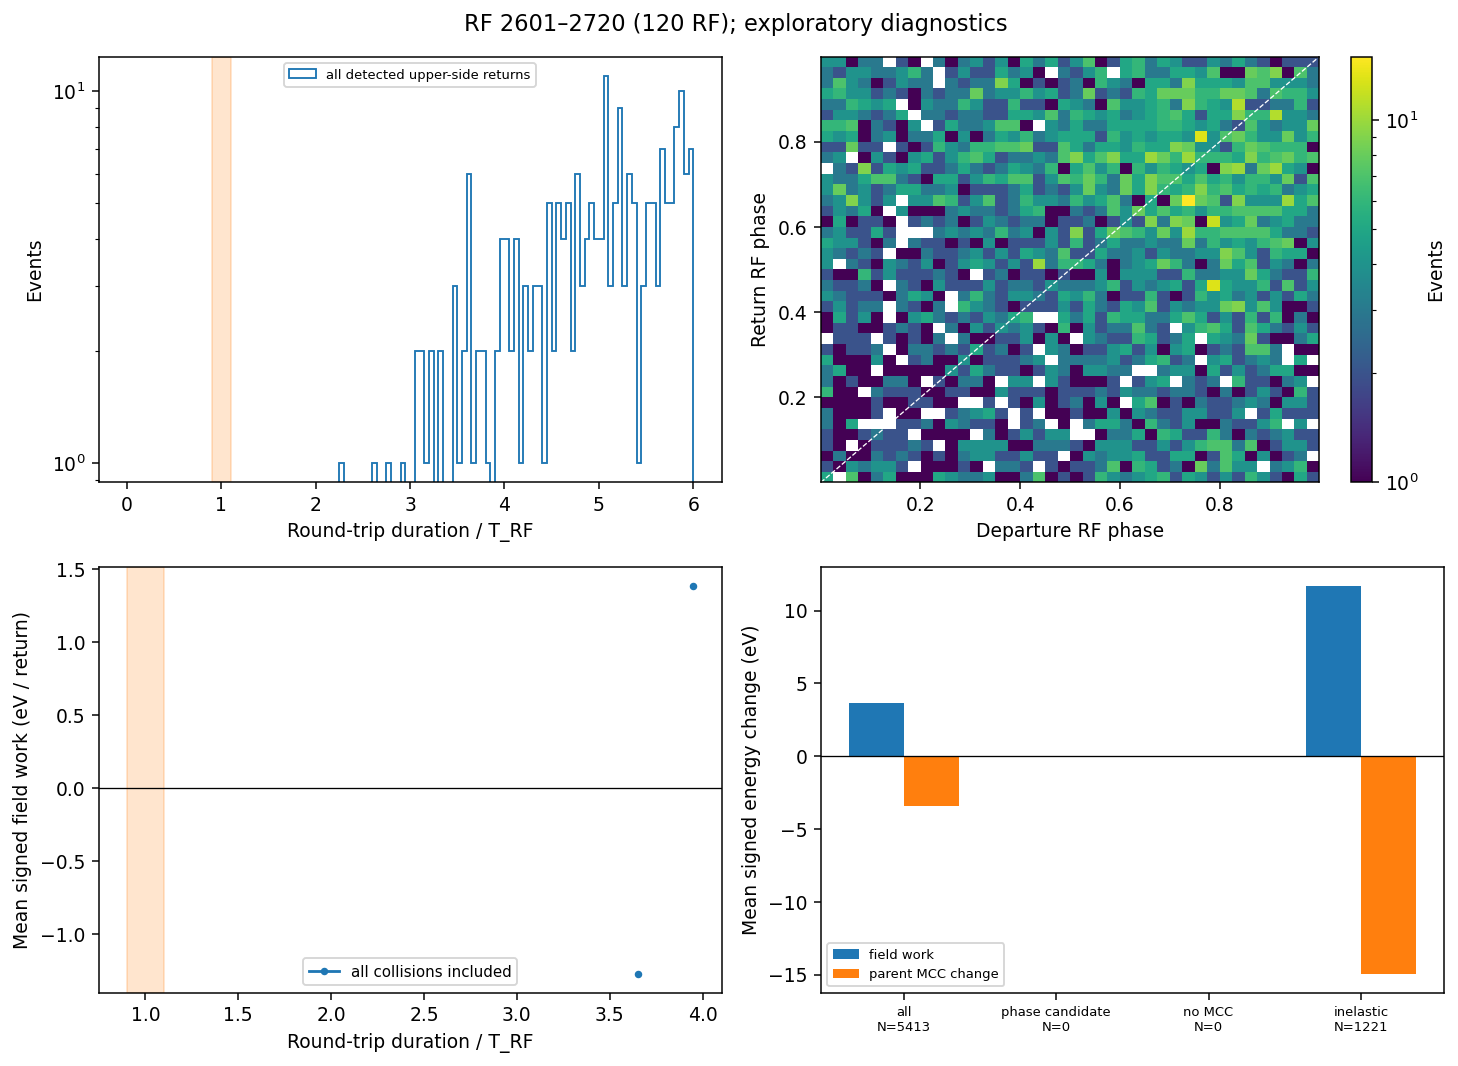 RF 2601–2720 (120 RF); exploratory diagnostics
all detected upper-side returns
Events
10¹
10⁰
0
1
2
3
4
5
6
Round-trip duration / T_RF
Return RF phase
0.8
0.6
0.4
0.2
0.2
0.4
0.6
0.8
Departure RF phase
10¹
10⁰
Events
Mean signed field work (eV / return)
1.5
1.0
0.5
0.0
−0.5
−1.0
all collisions included
1.0
1.5
2.0
2.5
3.0
3.5
4.0
Round-trip duration / T_RF
Mean signed energy change (eV)
10
5
0
−5
−10
−15
field work
parent MCC change
all
N=5413
phase candidate
N=0
no MCC
N=0
inelastic
N=1221